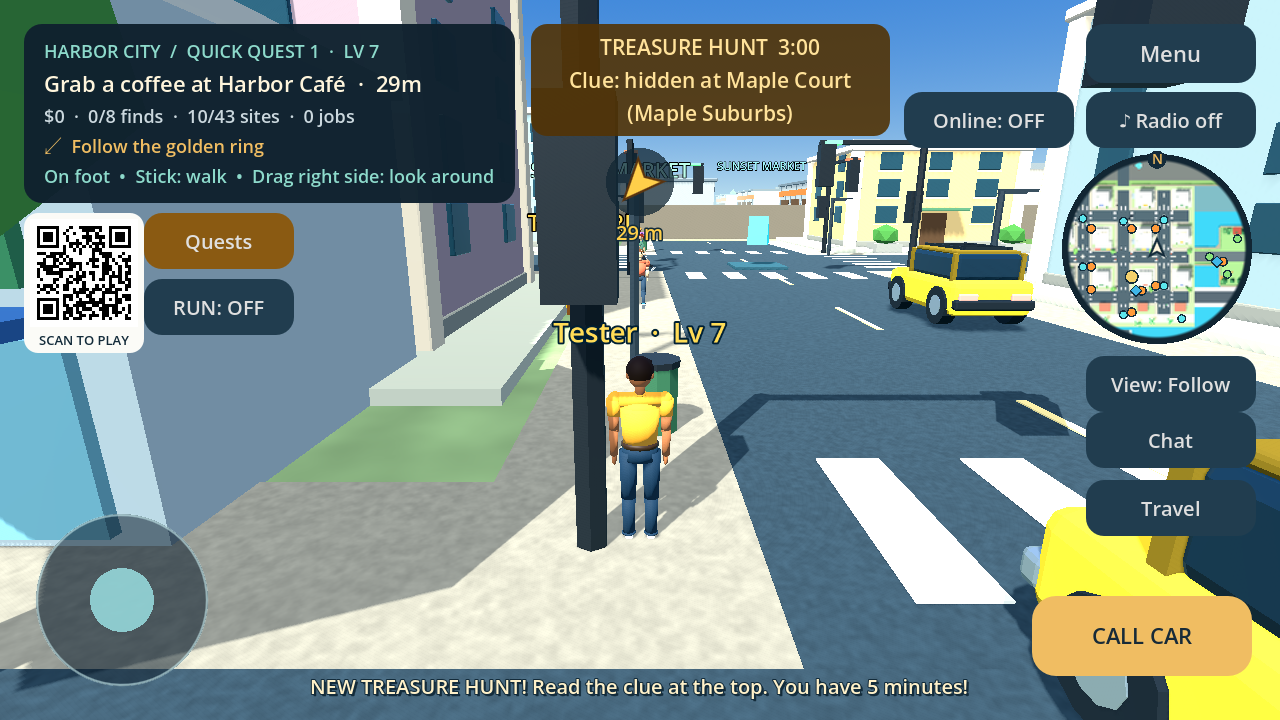 HARBOR CITY / QUICK QUEST 1 · LV 7
Grab a coffee at Harbor Café · 29m
$0 · 0/8 finds · 10/43 sites · 0 jobs
↙ Follow the golden ring
On foot • Stick: walk • Drag right side: look around
TREASURE HUNT 3:00
Clue: hidden at Maple Court
(Maple Suburbs)
Menu
Online: OFF
♪ Radio off
N
SCAN TO PLAY
Quests
RUN: OFF
MARKET
SUNSET MARKET
29 m
Tester · Lv 7
View: Follow
Chat
Travel
CALL CAR
NEW TREASURE HUNT! Read the clue at the top. You have 5 minutes!